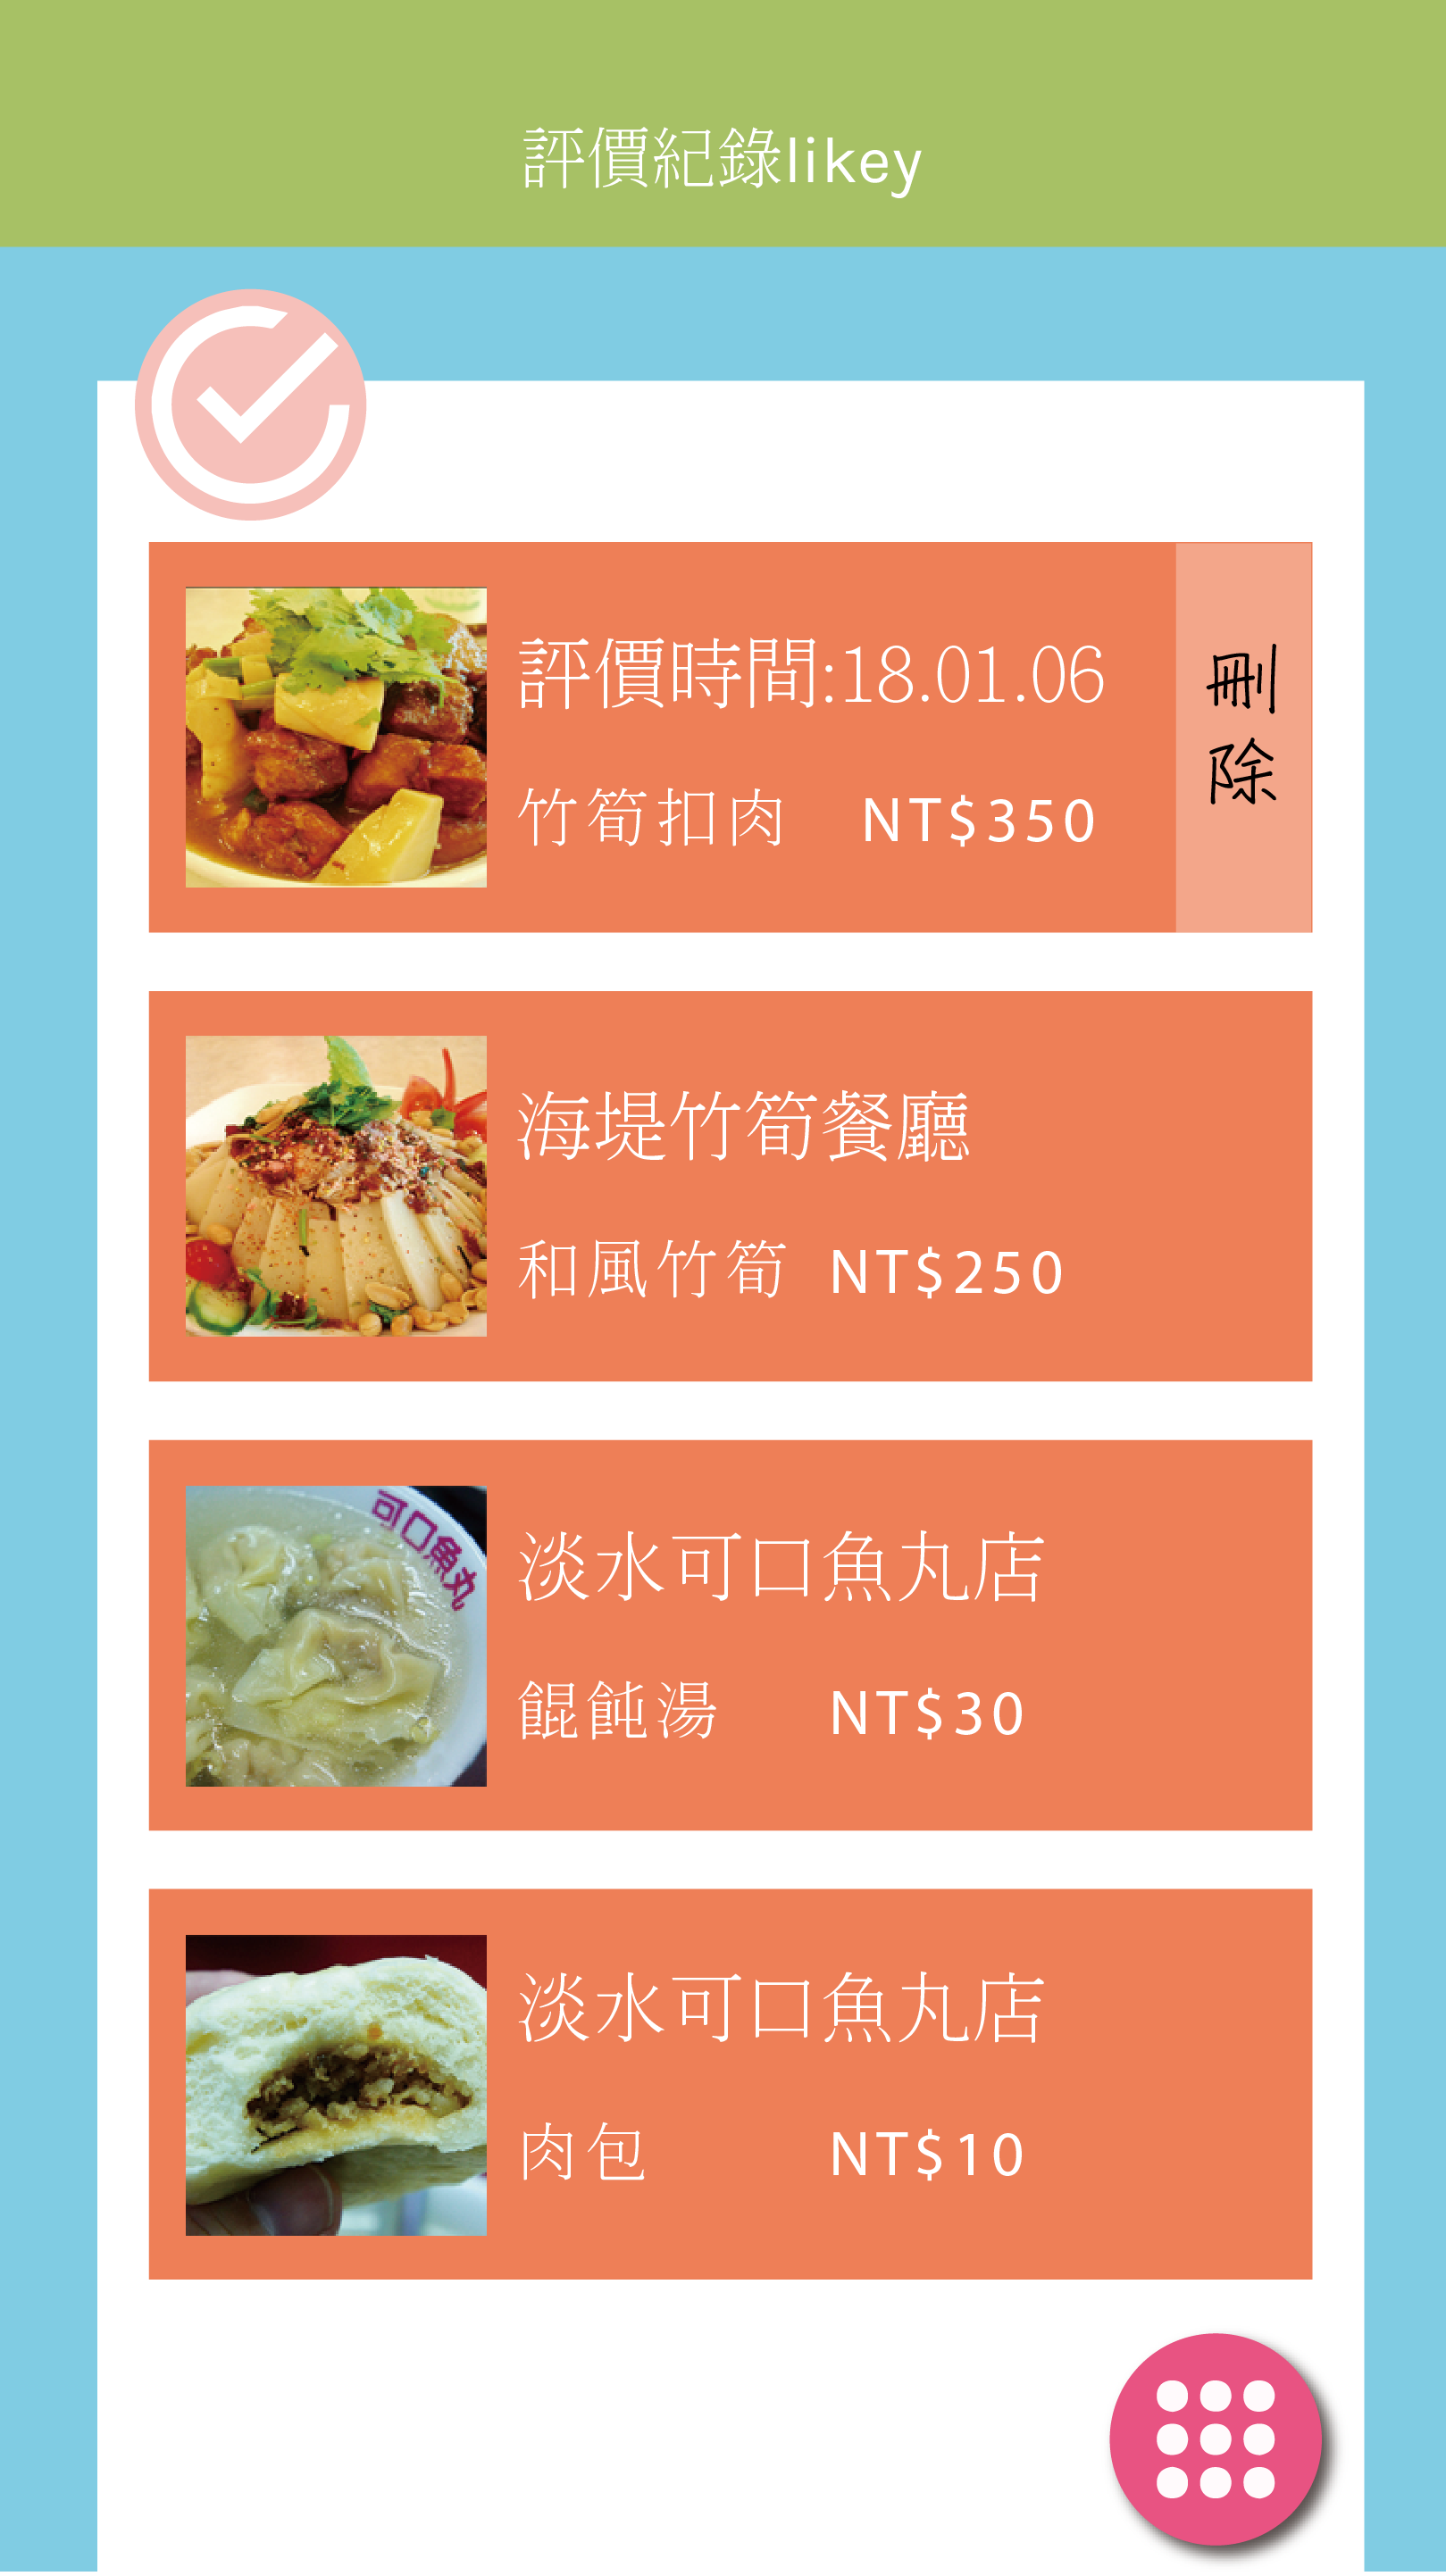 評價紀錄likey
評價時間:18.01.06
竹筍扣肉 NT$350
刪除
海堤竹筍餐廳
和風竹筍 NT$250
可口魚丸
淡水可口魚丸店
餛飩湯 NT$30
淡水可口魚丸店
肉包 NT$10